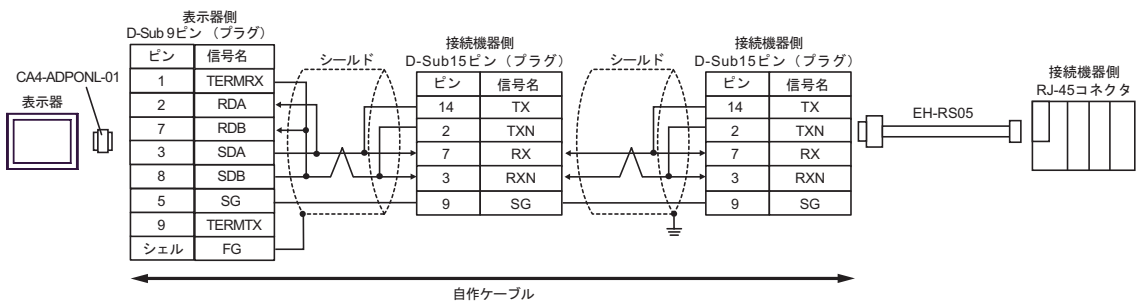 表示器側
D-Sub 9ピン （プラグ）
ピン 信号名
1 TERMRX
2 RDA
7 RDB
3 SDA
8 SDB
5 SG
9 TERMTX
シェル FG
CA4-ADPONL-01
表示器
シールド
接続機器側
D-Sub15ピン（プラグ）
ピン 信号名
14 TX
2 TXN
7 RX
3 RXN
9 SG
シールド
接続機器側
D-Sub15ピン（プラグ）
ピン 信号名
14 TX
2 TXN
7 RX
3 RXN
9 SG
EH-RS05
接続機器側
RJ-45コネクタ
自作ケーブル